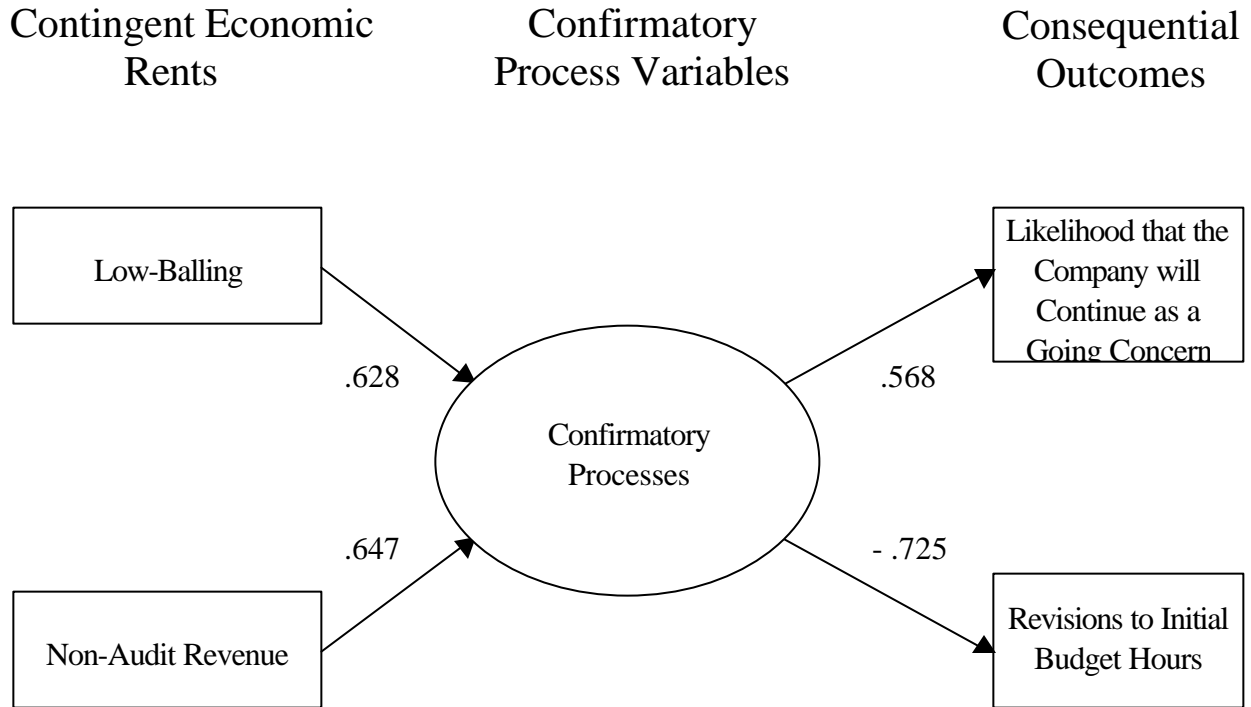 Contingent Economic
Rents
Confirmatory
Process Variables
Consequential
Outcomes
Low-Balling
Likelihood that the
Company will
Continue as a
Going Concern
.628
.568
Confirmatory
Processes
.647
- .725
Non-Audit Revenue
Revisions to Initial
Budget Hours